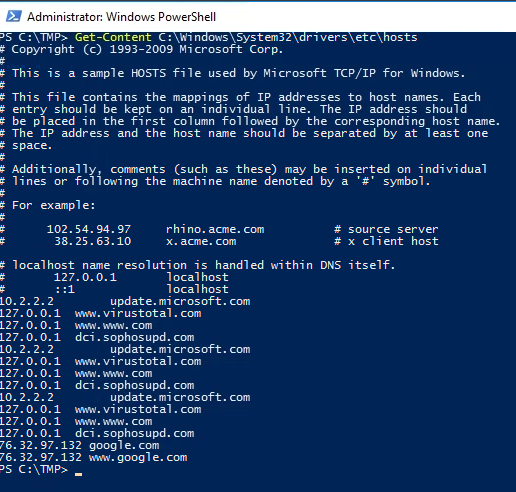 Administrator: Windows PowerShell
PS C:\TMP> Get-Content C:\Windows\System32\drivers\etc\hosts
# Copyright (c) 1993-2009 Microsoft Corp.
#
# This is a sample HOSTS file used by Microsoft TCP/IP for Windows.
#
# This file contains the mappings of IP addresses to host names. Each
# entry should be kept on an individual line. The IP address should
# be placed in the first column followed by the corresponding host name.
# The IP address and the host name should be separated by at least one
# space.
#
# Additionally, comments (such as these) may be inserted on individual
# lines or following the machine name denoted by a '#' symbol.
#
# For example:
#
#      102.54.94.97     rhino.acme.com          # source server
#       38.25.63.10     x.acme.com              # x client host

# localhost name resolution is handled within DNS itself.
#       127.0.0.1       localhost
#       ::1             localhost
10.2.2.2        update.microsoft.com
127.0.0.1  www.virustotal.com
127.0.0.1  www.www.com
127.0.0.1  dci.sophosupd.com
10.2.2.2        update.microsoft.com
127.0.0.1  www.virustotal.com
127.0.0.1  www.www.com
127.0.0.1  dci.sophosupd.com
10.2.2.2        update.microsoft.com
127.0.0.1  www.virustotal.com
127.0.0.1  www.www.com
127.0.0.1  dci.sophosupd.com
76.32.97.132 google.com
76.32.97.132 www.google.com
PS C:\TMP> _